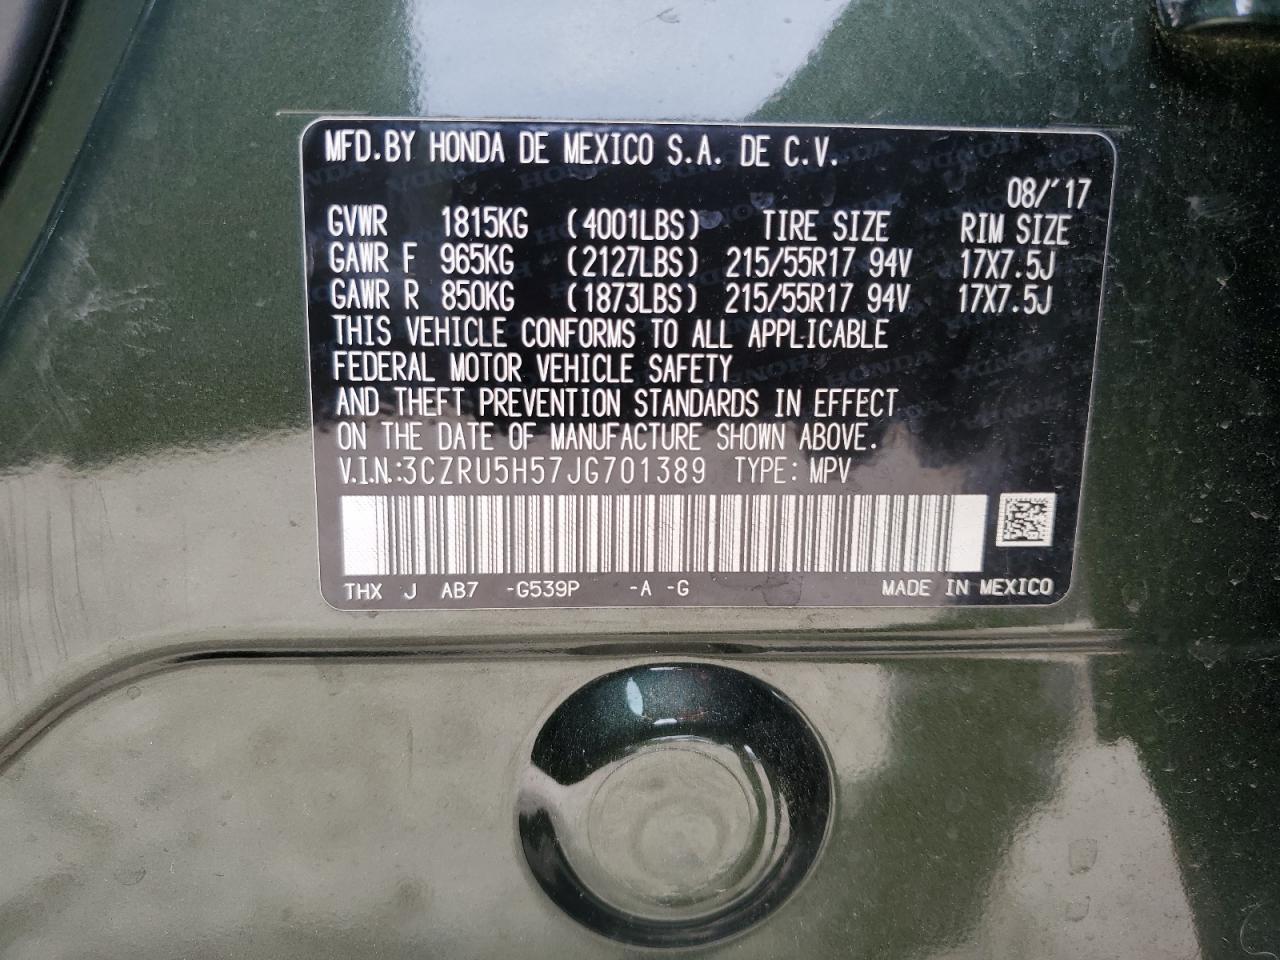 MFD.BY HONDA DE MEXICO S.A. DE C.V.
08/'17
GVWR 1815KG (4001LBS) TIRE SIZE RIM SIZE
GAWR F 965KG (2127LBS) 215/55R17 94V 17X7.5J
GAWR R 850KG (1873LBS) 215/55R17 94V 17X7.5J
THIS VEHICLE CONFORMS TO ALL APPLICABLE
FEDERAL MOTOR VEHICLE SAFETY
AND THEFT PREVENTION STANDARDS IN EFFECT
ON THE DATE OF MANUFACTURE SHOWN ABOVE.
V.I.N.:3CZRU5H57JG701389 TYPE: MPV
THX J AB7 -G539P -A -G MADE IN MEXICO